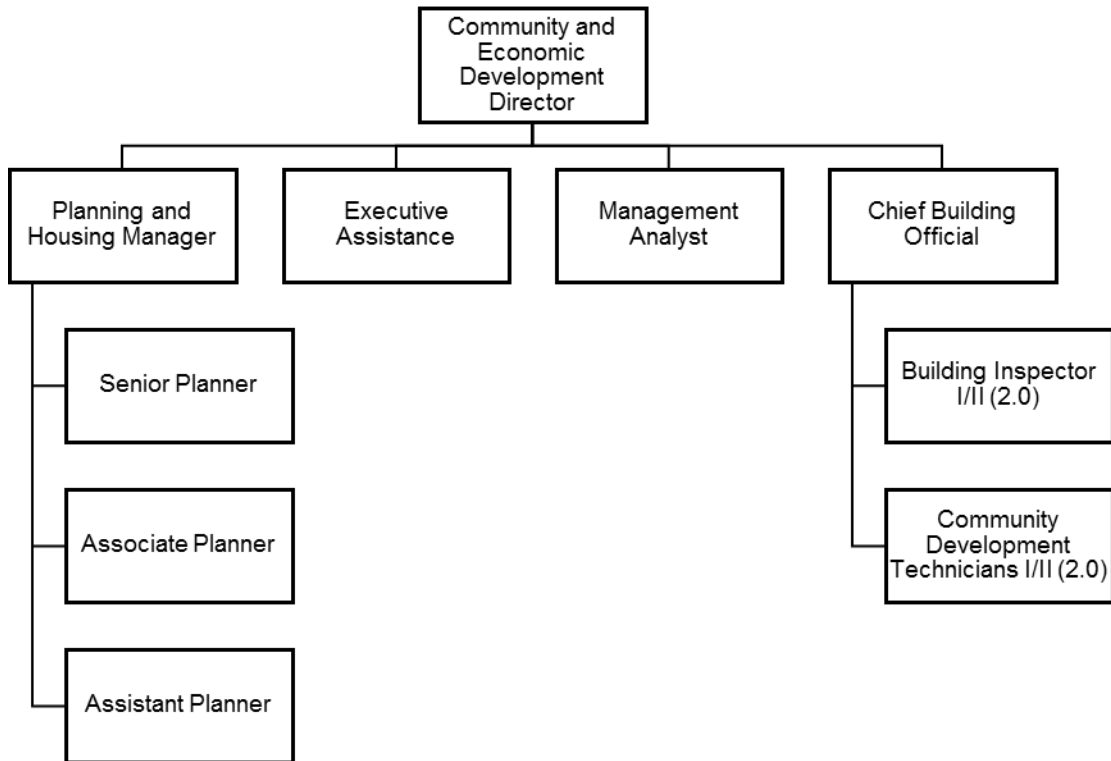 Community and
Economic
Development
Director
Planning and
Housing Manager
Executive
Assistance
Management
Analyst
Chief Building
Official
Senior Planner
Building Inspector
I/II (2.0)
Associate Planner
Community
Development
Technicians I/II (2.0)
Assistant Planner